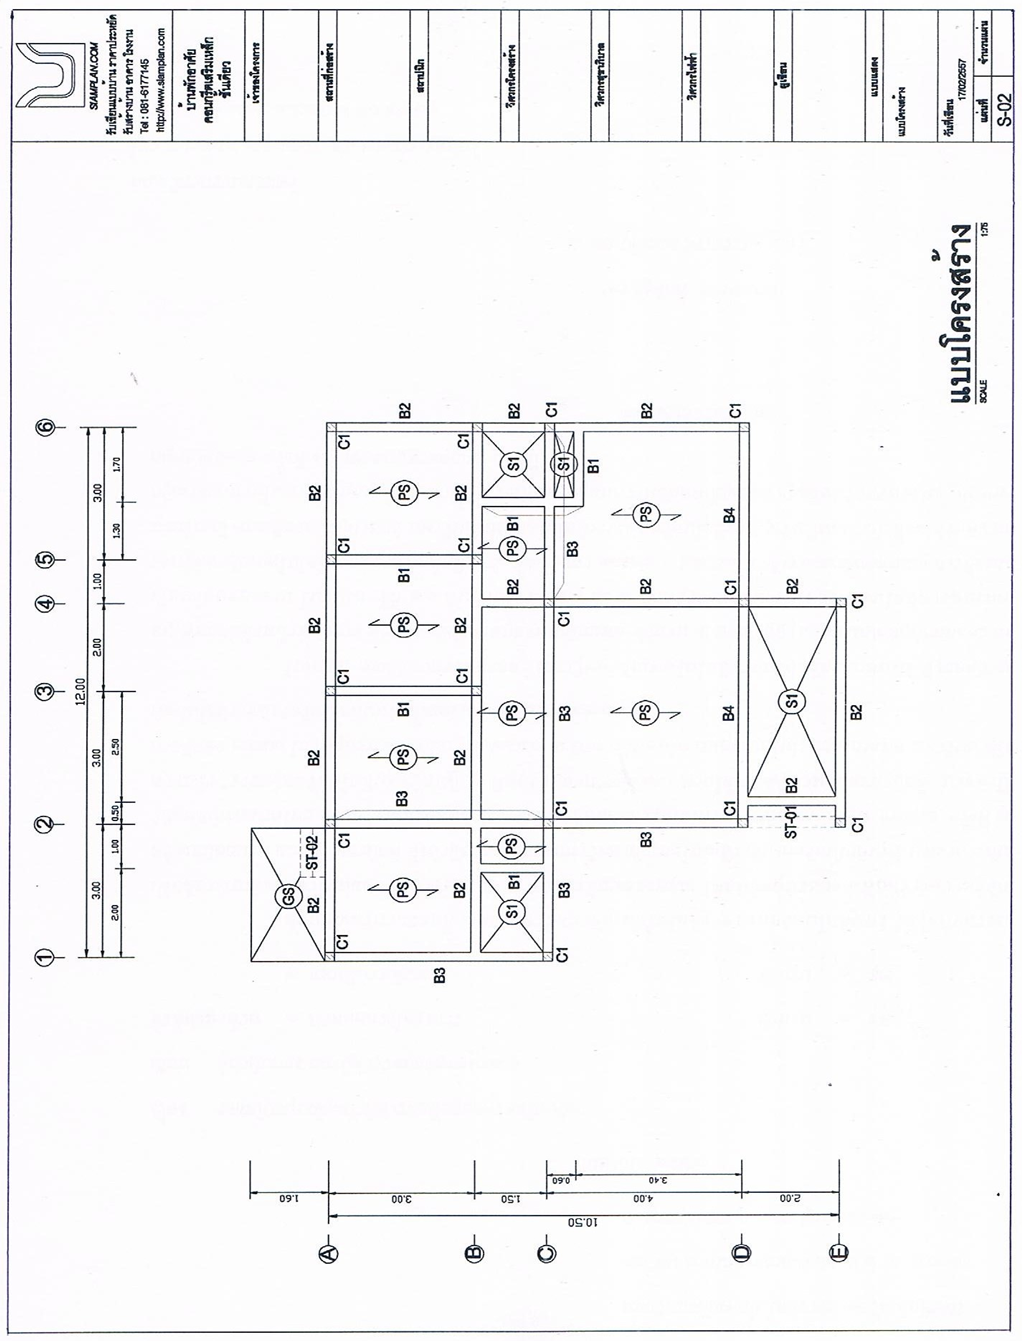 SIAMPLAN.COM
รับเขียนแบบบ้าน ราคาประหยัด
รับสร้างบ้าน อาคาร โรงงาน
Tel : 081-6177145
http://www.siamplan.com
บ้านพักอาศัย
คอนกรีตเสริมเหล็ก
ชั้นเดียว
เจ้าของโครงการ
สถานที่ก่อสร้าง
สถาปนิก
วิศวกรโครงสร้าง
วิศวกรสุขาภิบาล
วิศวกรไฟฟ้า
ผู้เขียน
แบบแสดง
แบบโครงสร้าง
วันที่เขียน 17/02/2557
แผ่นที่ จำนวนแผ่น
S-02
แบบโครงสร้าง
SCALE 1:75
1 2 3 4 5 6
12.00
3.00 3.00 2.00 1.00 3.00
2.00 1.00 0.50 2.50 1.30 1.70
A B C D E
10.50
1.60 3.00 1.50 4.00 2.00
0.60 3.40
GS ST-02
B2 B2 B2 B2
C1 C1 C1 C1 C1
B3 PS B3 PS B1 PS B1 PS
B2 B2 B2 B2
C1 C1 C1
S1 B1 PS PS B2 PS B1 S1
B2 B2
C1 C1 C1 C1
B3 B3 B3 S1 B1
B3 PS B2 PS B2
C1 B4 C1 B4 C1
ST-01 B2 S1 B2
C1 B2 C1